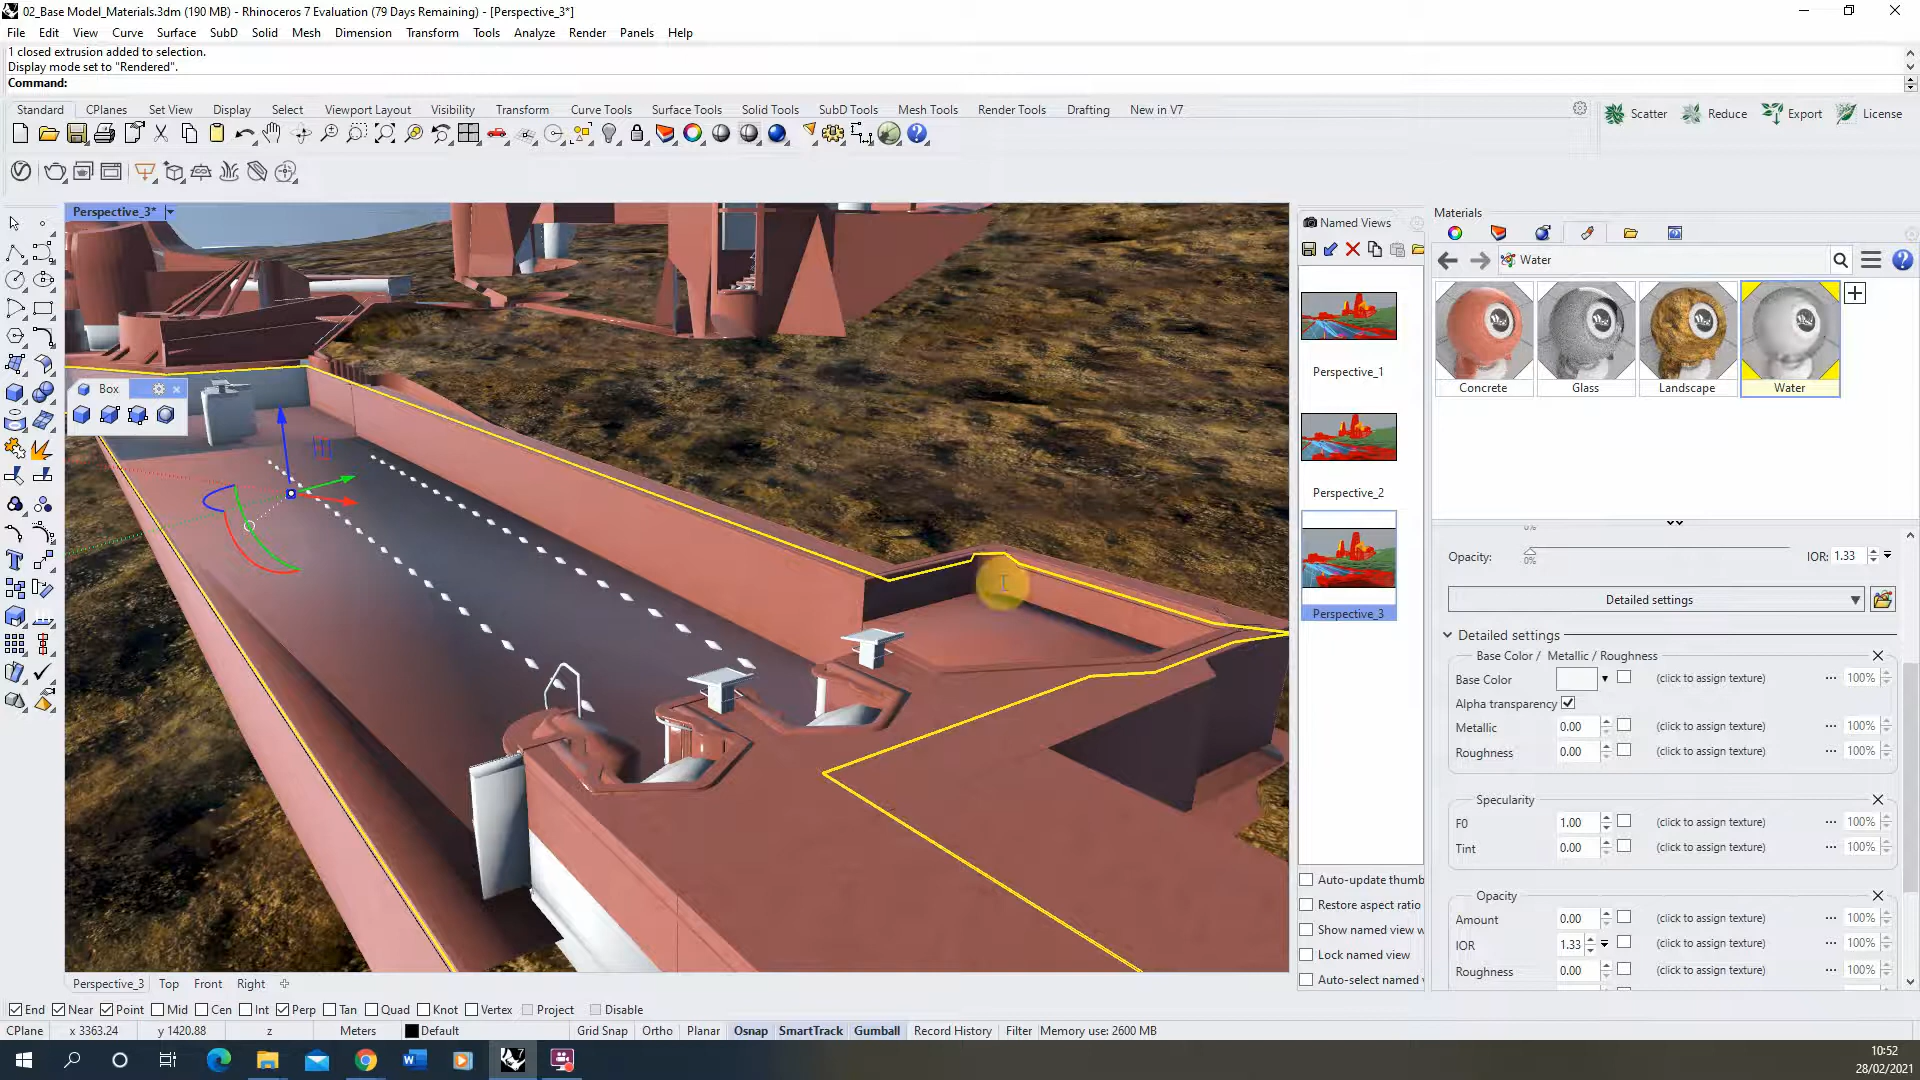 02_Base Model_Materials.3dm (190 MB) - Rhinoceros 7 Evaluation (79 Days Remaining) - [Perspective_3*]
File Edit View Curve Surface SubD Solid Mesh Dimension Transform Tools Analyze Render Panels Help
1 closed extrusion added to selection.
Display mode set to "Rendered".
Command:
Standard CPlanes Set View Display Select Viewport Layout Visibility Transform Curve Tools Surface Tools Solid Tools SubD Tools Mesh Tools Render Tools Drafting New in V7
Scatter Reduce Export License
Perspective_3*
Box
Named Views
Perspective_1
Perspective_2
Perspective_3
Auto-update thumb
Restore aspect ratio
Show named view w
Lock named view
Auto-select named v
Materials
Water
Concrete Glass Landscape Water
0%
Opacity: 0% IOR: 1.33
Detailed settings
Detailed settings
Base Color / Metallic / Roughness
Base Color (click to assign texture) ... 100%
Alpha transparency
Metallic 0.00 (click to assign texture) ... 100%
Roughness 0.00 (click to assign texture) ... 100%
Specularity
F0 1.00 (click to assign texture) ... 100%
Tint 0.00 (click to assign texture) ... 100%
Opacity
Amount 0.00 (click to assign texture) ... 100%
IOR 1.33 (click to assign texture) ... 100%
Roughness 0.00 (click to assign texture) ... 100%
Perspective_3 Top Front Right
End Near Point Mid Cen Int Perp Tan Quad Knot Vertex Project Disable
CPlane x 3363.24 y 1420.88 z Meters Default Grid Snap Ortho Planar Osnap SmartTrack Gumball Record History Filter Memory use: 2600 MB
10:52
28/02/2021